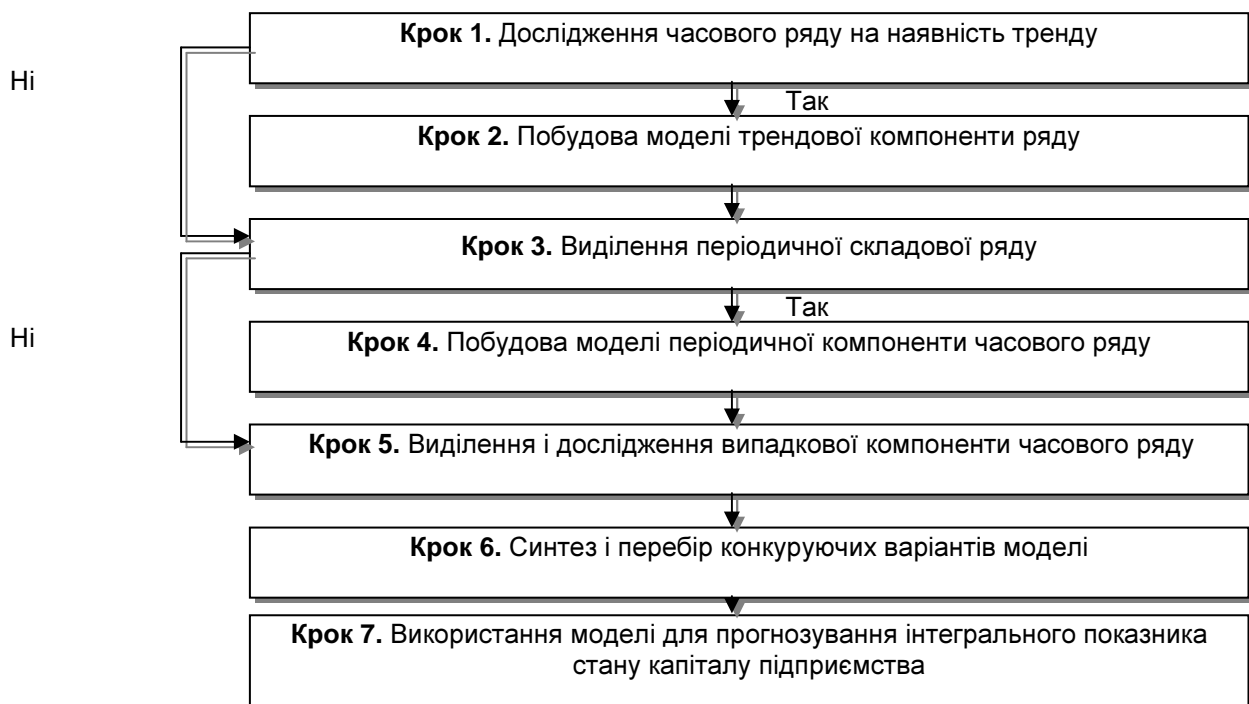 Крок 1. Дослідження часового ряду на наявність тренду
Ні
Так
Крок 2. Побудова моделі трендової компоненти ряду
Крок 3. Виділення періодичної складової ряду
Так
Ні
Крок 4. Побудова моделі періодичної компоненти часового ряду
Крок 5. Виділення і дослідження випадкової компоненти часового ряду
Крок 6. Синтез і перебір конкуруючих варіантів моделі
Крок 7. Використання моделі для прогнозування інтегрального показника
стану капіталу підприємства